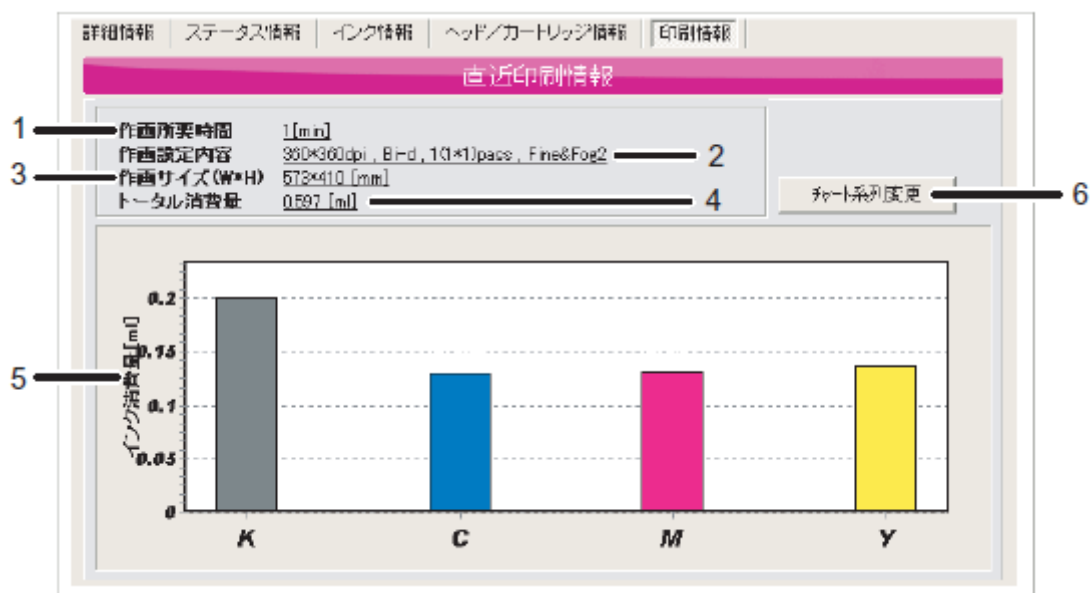 詳細情報 ステータス情報 インク情報 ヘッド/カートリッジ情報 印刷情報
直近印刷情報
1 作画所要時間 1[min]
作画設定内容 360*360dpi , Bi-d , 1(1*1)pacs , Fine&Fog2 2
3 作画サイズ(W*H) 573*410 [mm]
トータル消費量 0.597 [ml] 4
チャート系列変更 6
5 インク消費量[ml]
0.2
0.15
0.1
0.05
0
K C M Y